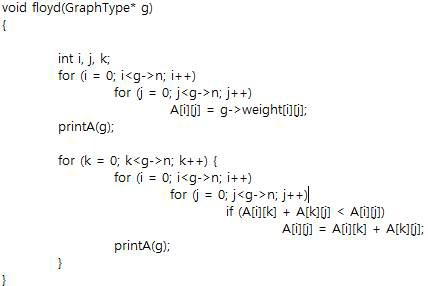 void floyd(GraphType* g)
{
int i, j, k;
for (i = 0; i<g->n; i++)
for (j = 0; j<g->n; j++)
A[i][j] = g->weight[i][j];
printA(g);
for (k = 0; k<g->n; k++) {
for (i = 0; i<g->n; i++)
for (j = 0; j<g->n; j++)
if (A[i][k] + A[k][j] < A[i][j])
A[i][j] = A[i][k] + A[k][j];
printA(g);
}
}